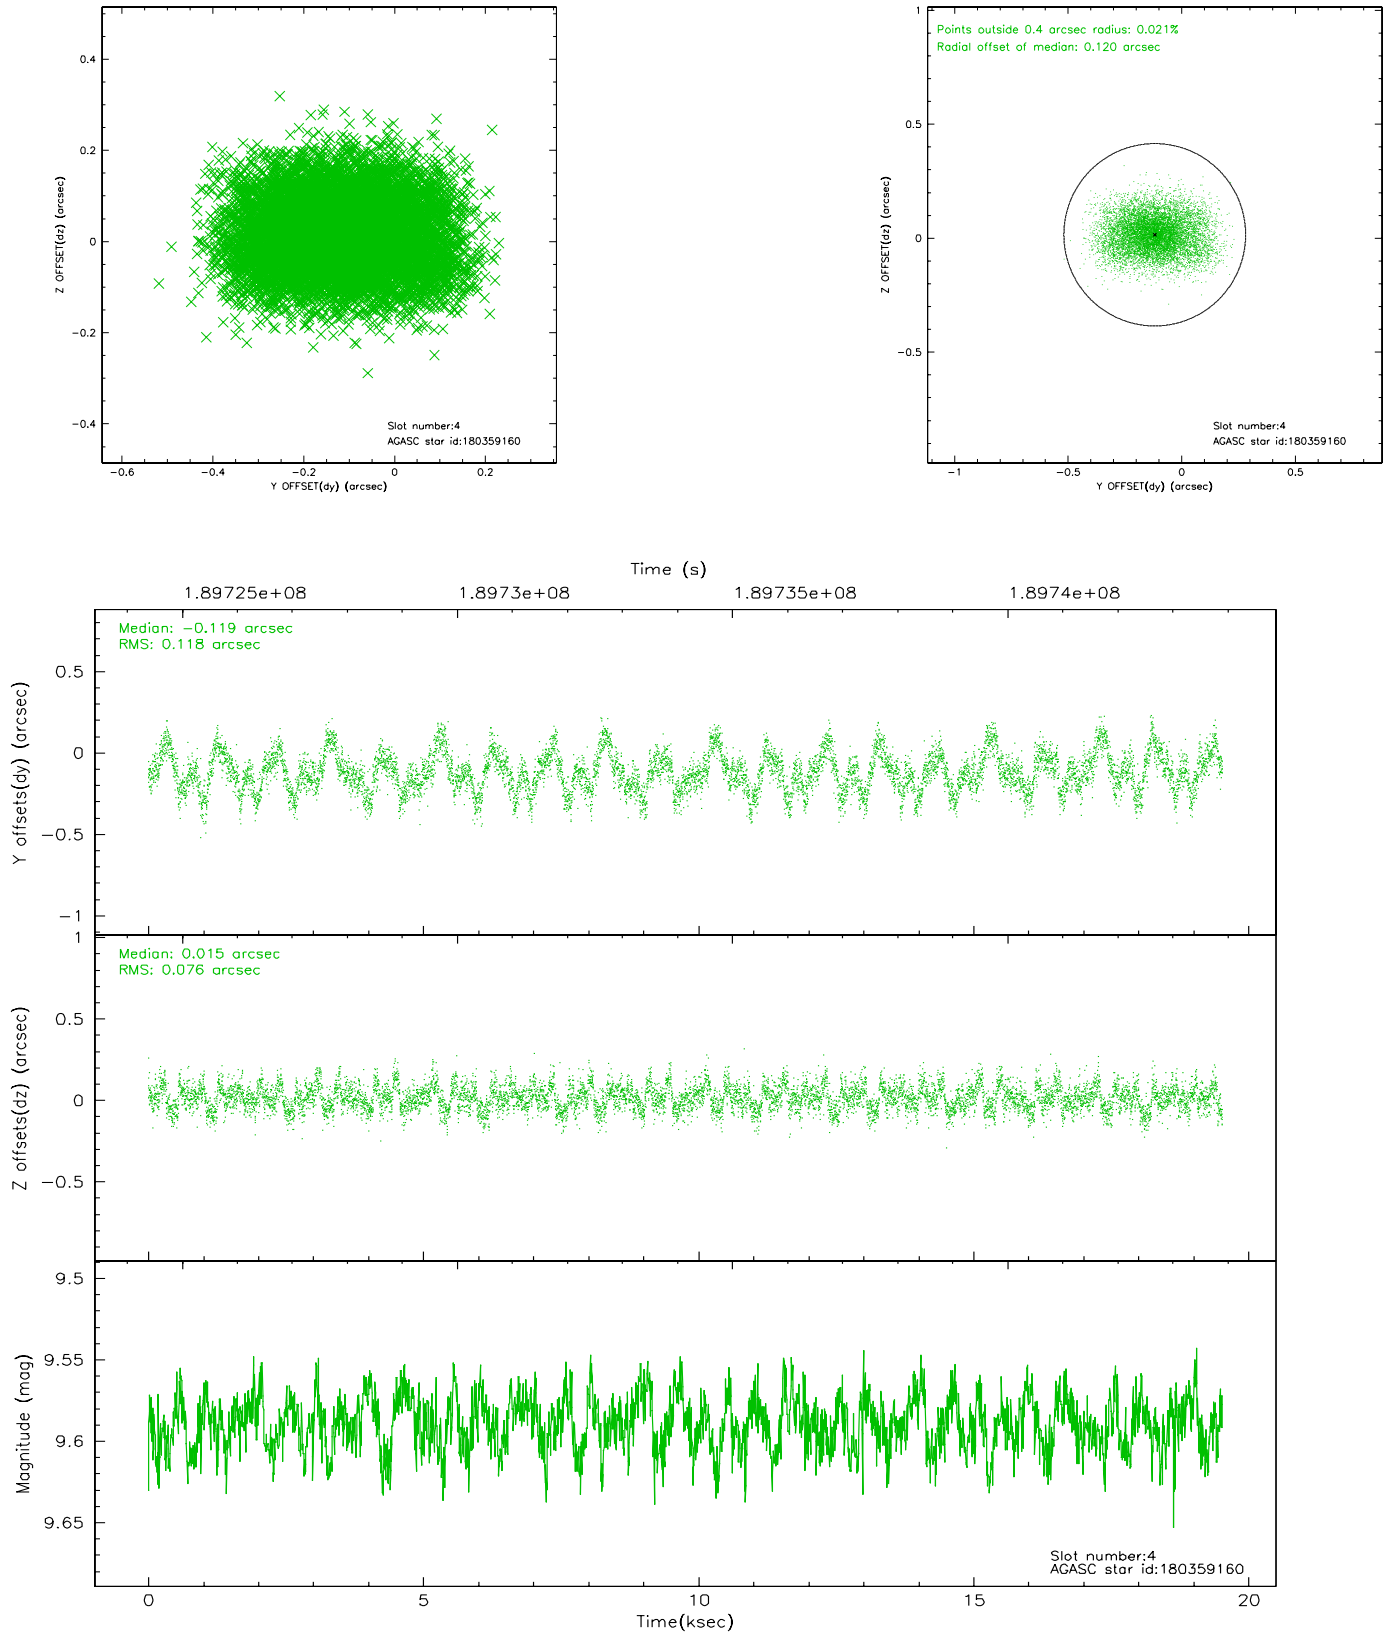 0.4
0.2
0
−0.2
−0.4
−0.6
−0.4
−0.2
0
0.2
Z OFFSET(dz) (arcsec)
Y OFFSET(dy) (arcsec)
Slot number:4
AGASC star id:180359160
Points outside 0.4 arcsec radius: 0.021%
Radial offset of median: 0.120 arcsec
1
0.5
0
−0.5
−1
−0.5
0
0.5
Z OFFSET(dz) (arcsec)
Y OFFSET(dy) (arcsec)
Slot number:4
AGASC star id:180359160
Time (s)
1.89725e+08
1.8973e+08
1.89735e+08
1.8974e+08
Median: −0.119 arcsec
RMS: 0.118 arcsec
0.5
0
−0.5
−1
Y offsets(dy) (arcsec)
Median: 0.015 arcsec
RMS: 0.076 arcsec
1
0.5
0
−0.5
Z offsets(dz) (arcsec)
9.5
9.55
9.6
9.65
Magnitude (mag)
Slot number:4
AGASC star id:180359160
0
5
10
15
20
Time(ksec)